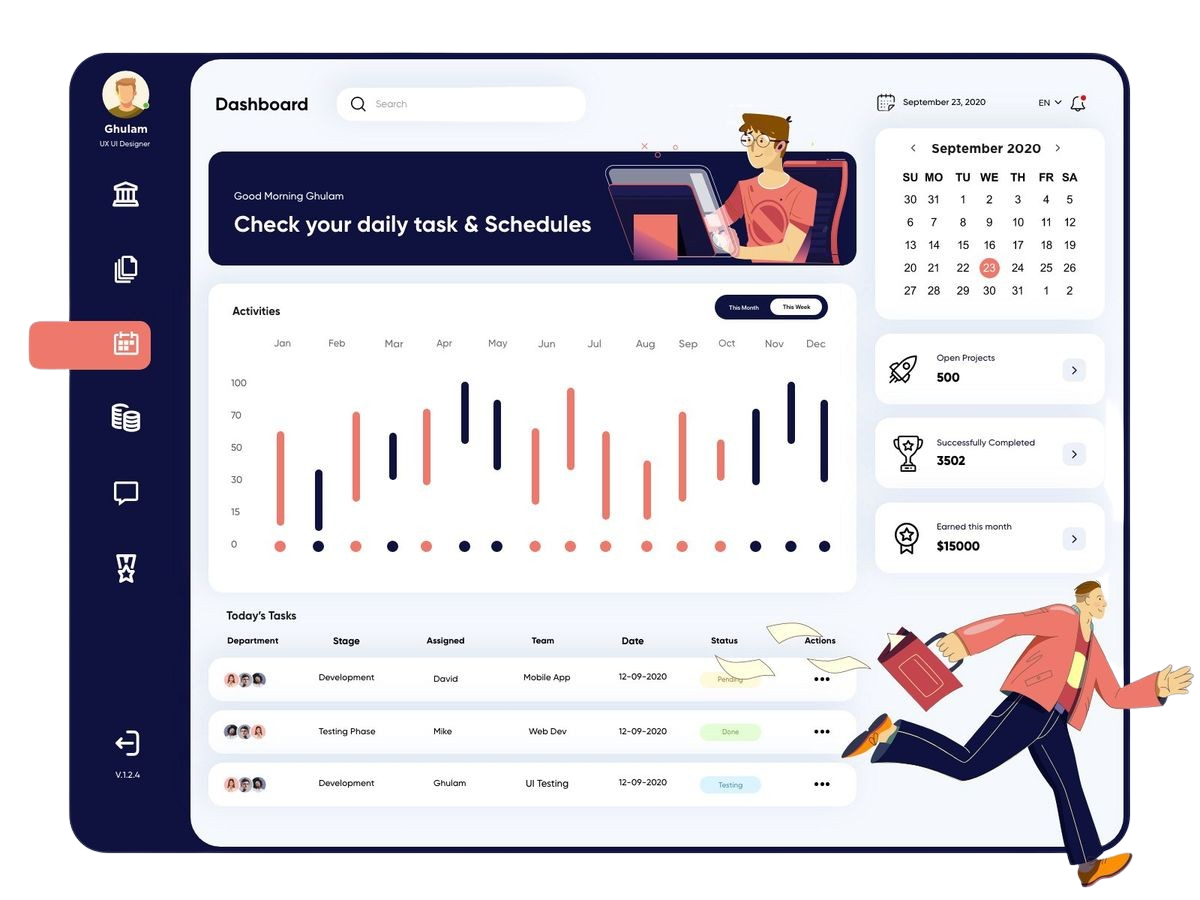 Ghulam
UX UI Designer
V.1.2.4
Dashboard
Search
September 23, 2020
EN
Good Morning Ghulam
Check your daily task & Schedules
Activities
This Month This Week
Jan Feb Mar Apr May Jun Jul Aug Sep Oct Nov Dec
100
70
50
30
15
0
September 2020
SU MO TU WE TH FR SA
30 31 1 2 3 4 5
6 7 8 9 10 11 12
13 14 15 16 17 18 19
20 21 22 23 24 25 26
27 28 29 30 31 1 2
Open Projects
500
Successfully Completed
3502
Earned this month
$15000
Today's Tasks
Department Stage Assigned Team Date Status Actions
Development David Mobile App 12-09-2020 Pending
Testing Phase Mike Web Dev 12-09-2020 Done
Development Ghulam UI Testing 12-09-2020 Testing